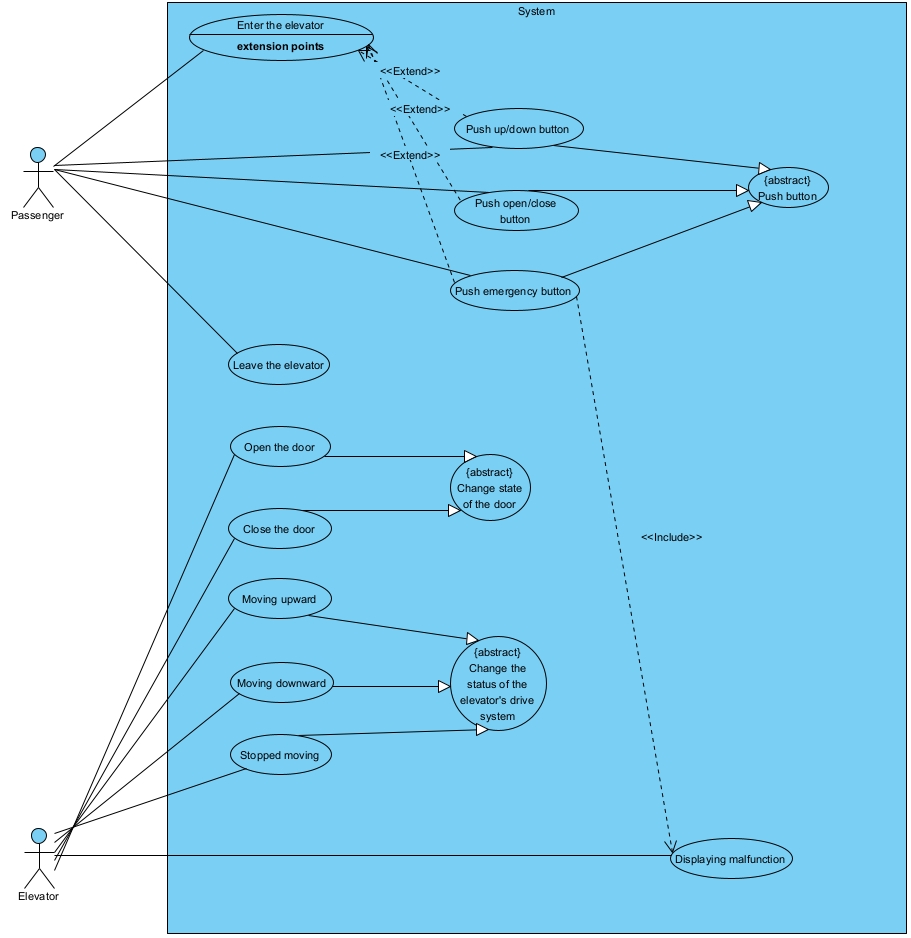 System
Enter the elevator
extension points
<<Extend>>
<<Extend>>
Push up/down button
<<Extend>>
{abstract}
Push button
Passenger
Push open/close
button
Push emergency button
Leave the elevator
Open the door
{abstract}
Change state
of the door
Close the door
<<Include>>
Moving upward
{abstract}
Change the
status of the
elevator's drive
system
Moving downward
Stopped moving
Displaying malfunction
Elevator